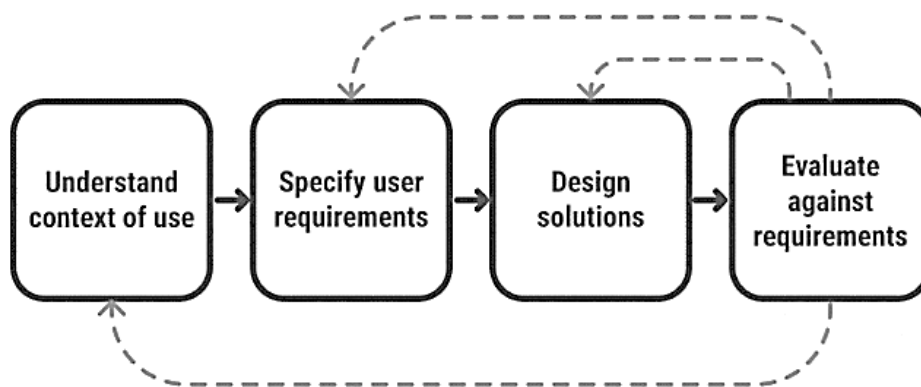 Understand
context of use
Specify user
requirements
Design
solutions
Evaluate
against
requirements